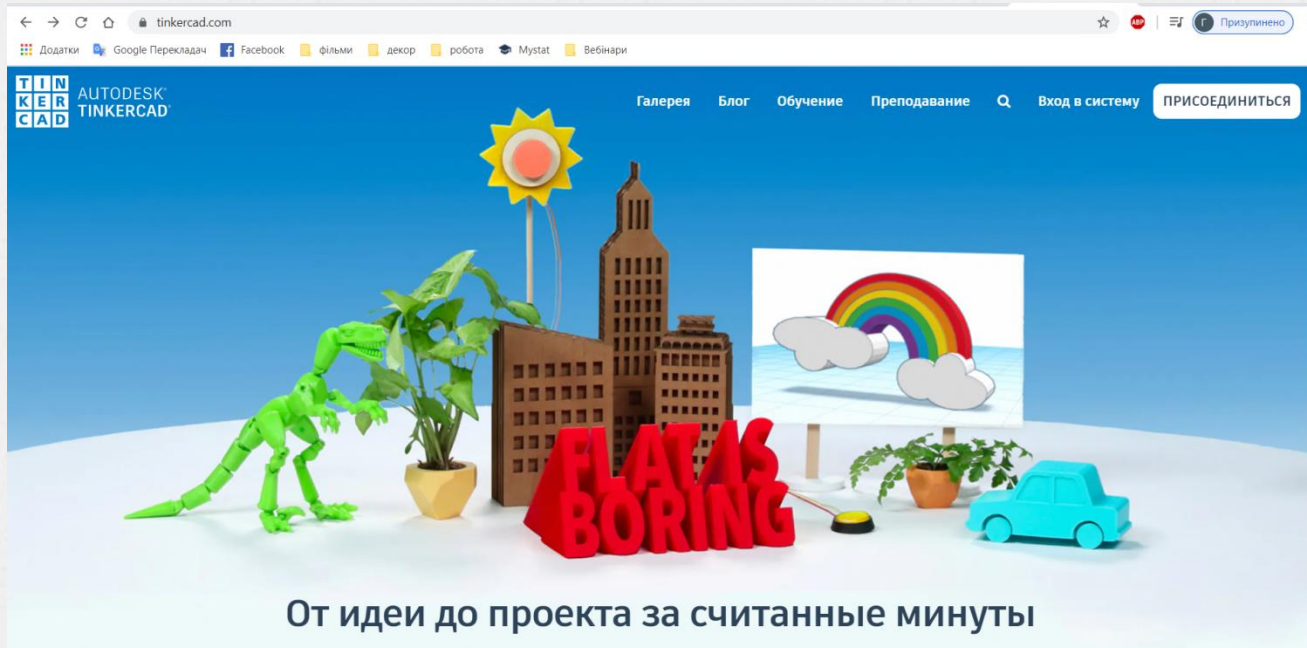 tinkercad.com
ABP
Г Призупинено
Додатки Google Перекладач Facebook фільми декор робота Mystat Вебінари
TIN
KER
CAD
AUTODESK®
TINKERCAD®
Галерея Блог Обучение Преподавание Вход в систему ПРИСОЕДИНИТЬСЯ
FLAT IS
BORING
От идеи до проекта за считанные минуты